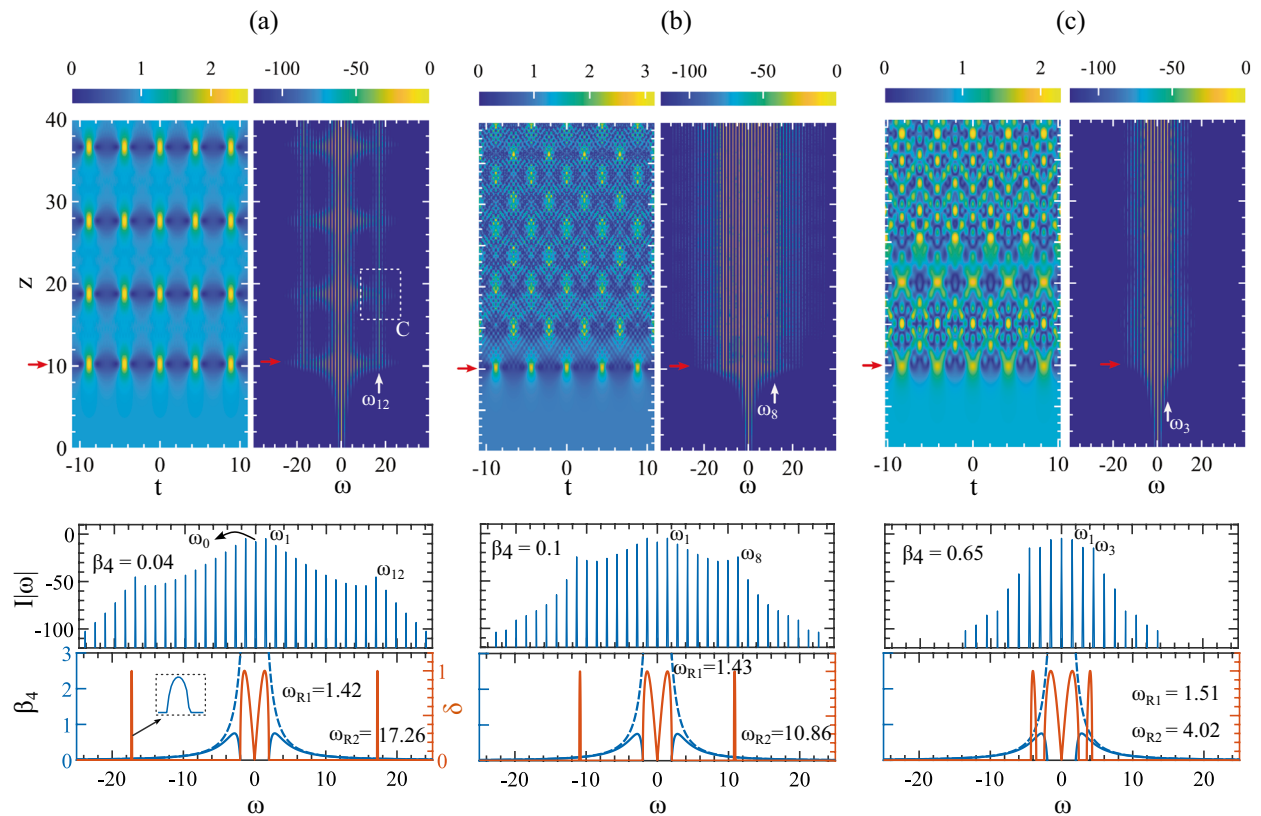 (a) (b) (c)
0 1 2 -100 -50 0 0 1 2 3 -100 -50 0 0 1 2 -100 -50 0
40
30
20
10
0
z
C
ω12
ω8
ω3
-10 0 10 -20 0 20 40 -10 0 10 -20 0 20 40 -10 0 10 -20 0 20 40
t ω t ω t ω
0
-50
-100
I|ω|
β4 = 0.04 ω0 ω1 ω12
β4 = 0.1 ω1 ω8
β4 = 0.65 ω1 ω3
3
2
1
0
β4
ωR1=1.42
ωR2= 17.26
1
0
δ
ωR1=1.43
ωR2=10.86
ωR1 = 1.51
ωR2 = 4.02
-20 -10 0 10 20 -20 -10 0 10 20 -20 -10 0 10 20
ω ω ω